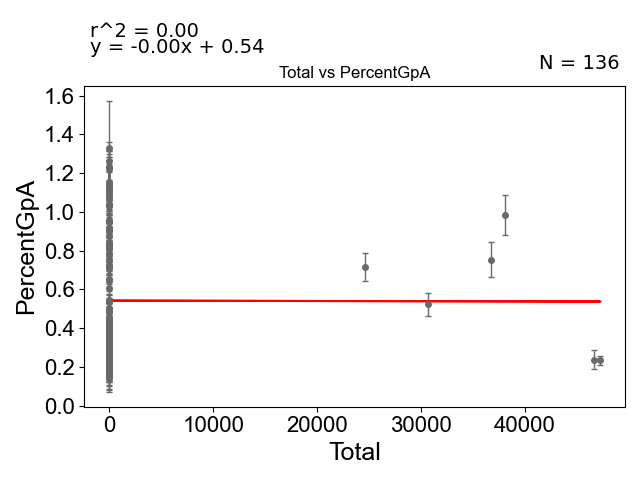 r^2 = 0.00
y = -0.00x + 0.54
N = 136
Total vs PercentGpA
1.6
1.4
1.2
1.0
0.8
0.6
0.4
0.2
0.0
PercentGpA
0 10000 20000 30000 40000
Total